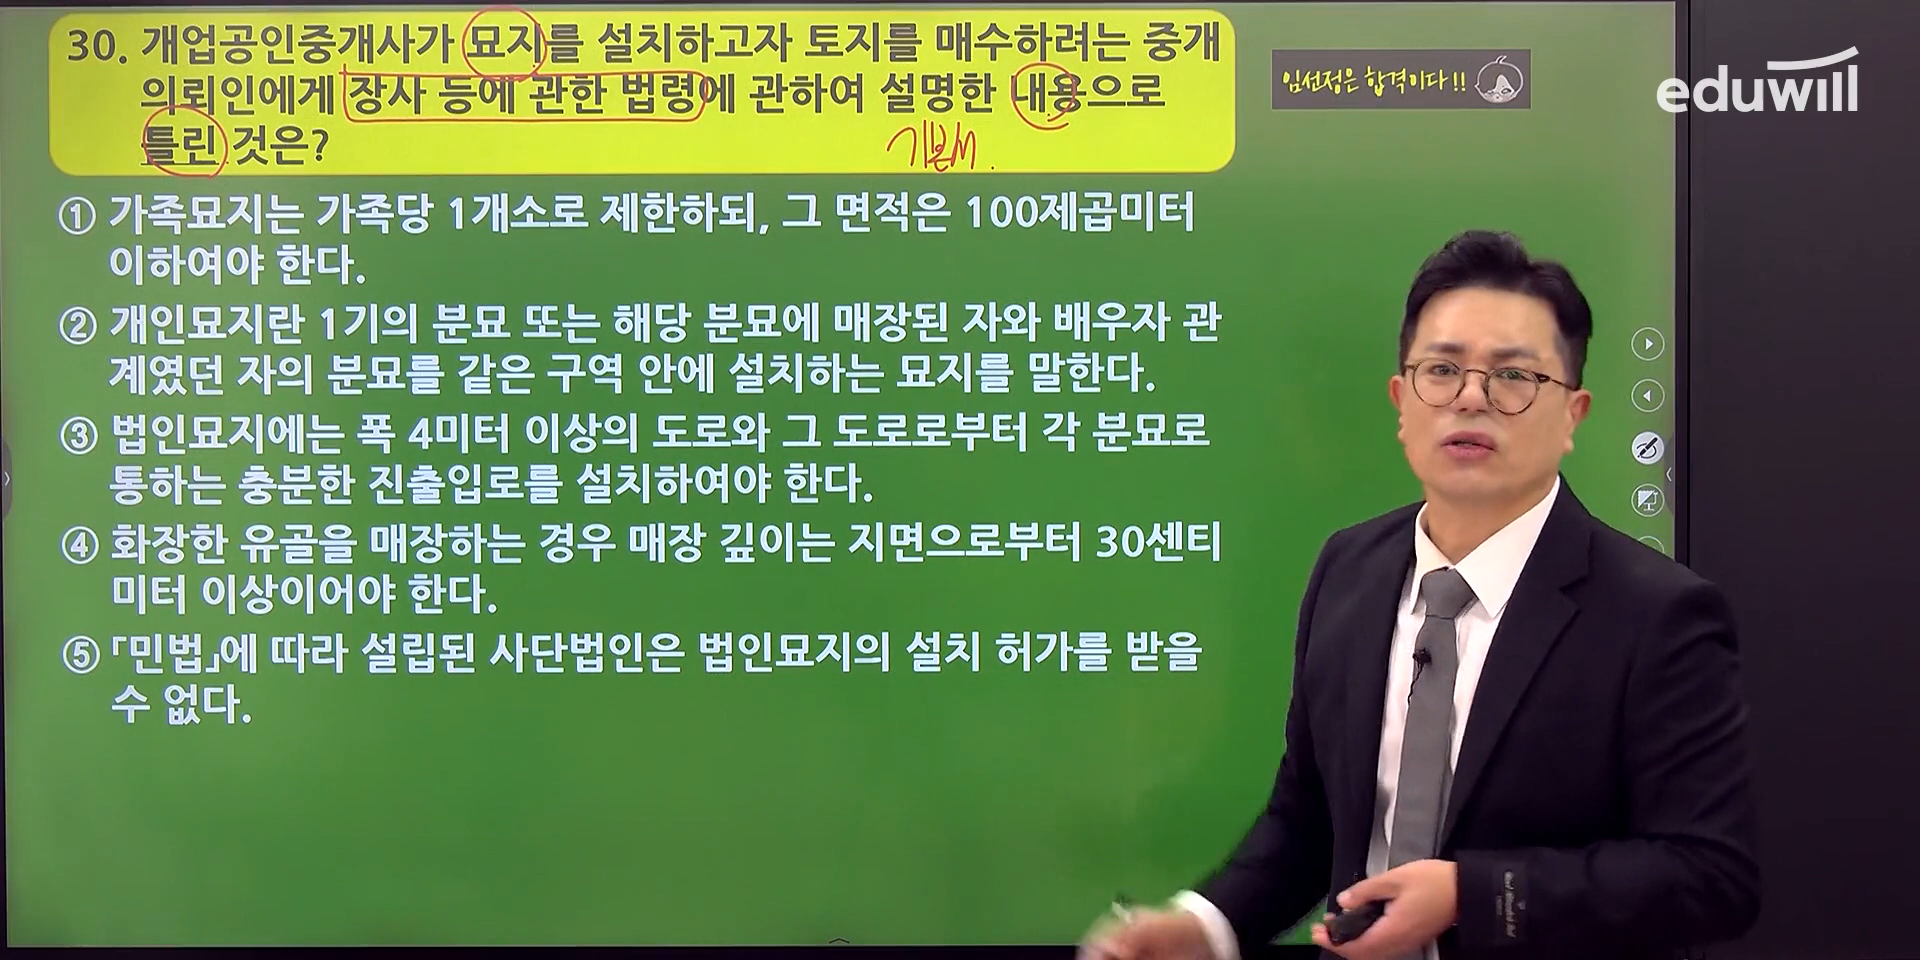 30. 개업공인중개사가 묘지를 설치하고자 토지를 매수하려는 중개
의뢰인에게 장사 등에 관한 법령에 관하여 설명한 내용으로
틀린 것은?
기본서.
임선정은 합격이다!!
eduwill
① 가족묘지는 가족당 1개소로 제한하되, 그 면적은 100제곱미터
이하여야 한다.
② 개인묘지란 1기의 분묘 또는 해당 분묘에 매장된 자와 배우자 관
계였던 자의 분묘를 같은 구역 안에 설치하는 묘지를 말한다.
③ 법인묘지에는 폭 4미터 이상의 도로와 그 도로로부터 각 분묘로
통하는 충분한 진출입로를 설치하여야 한다.
④ 화장한 유골을 매장하는 경우 매장 깊이는 지면으로부터 30센티
미터 이상이어야 한다.
⑤ 「민법」에 따라 설립된 사단법인은 법인묘지의 설치 허가를 받을
수 없다.